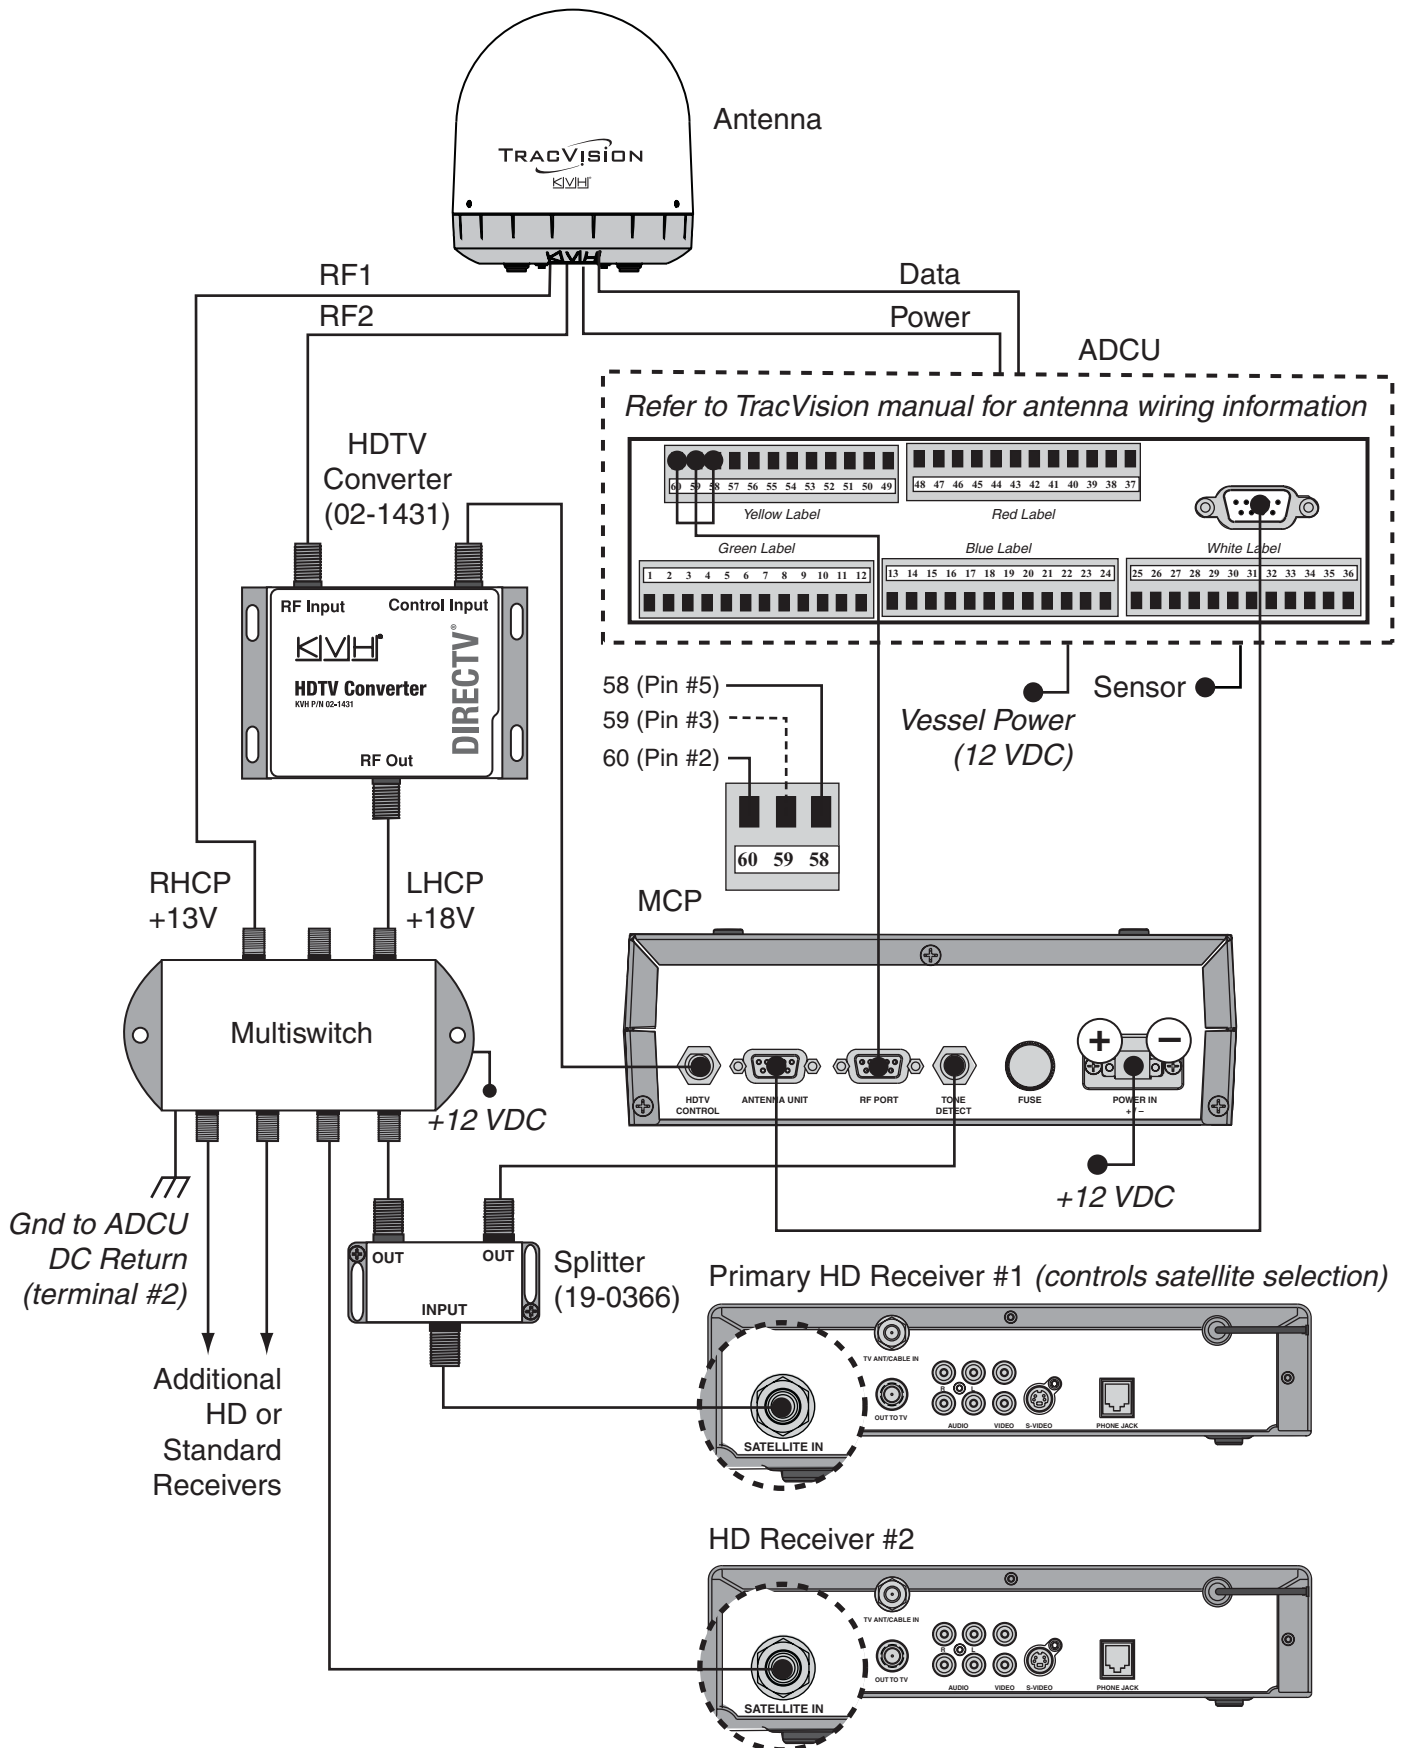 Antenna
TRACVISION
KVH
KVH
RF1
RF2
Data
Power
ADCU
Refer to TracVision manual for antenna wiring information
60 59 58 57 56 55 54 53 52 51 50 49
48 47 46 45 44 43 42 41 40 39 38 37
Yellow Label
Red Label
Green Label
Blue Label
White Label
1 2 3 4 5 6 7 8 9 10 11 12
13 14 15 16 17 18 19 20 21 22 23 24
25 26 27 28 29 30 31 32 33 34 35 36
HDTV
Converter
(02-1431)
RF Input
Control Input
KVH®
HDTV Converter
KVH P/N 02-1431
DIRECTV®
RF Out
58 (Pin #5)
59 (Pin #3)
60 (Pin #2)
60 59 58
Vessel Power
(12 VDC)
Sensor
RHCP
+13V
LHCP
+18V
Multiswitch
+12 VDC
MCP
HDTV
CONTROL
ANTENNA UNIT
RF PORT
TONE
DETECT
FUSE
+ −
POWER IN
+ / −
+12 VDC
Gnd to ADCU
DC Return
(terminal #2)
OUT
OUT
INPUT
Splitter
(19-0366)
Additional
HD or
Standard
Receivers
Primary HD Receiver #1 (controls satellite selection)
TV ANT/CABLE IN
OUT TO TV
R L
AUDIO
VIDEO
S-VIDEO
PHONE JACK
SATELLITE IN
HD Receiver #2
TV ANT/CABLE IN
OUT TO TV
R L
AUDIO
VIDEO
S-VIDEO
PHONE JACK
SATELLITE IN